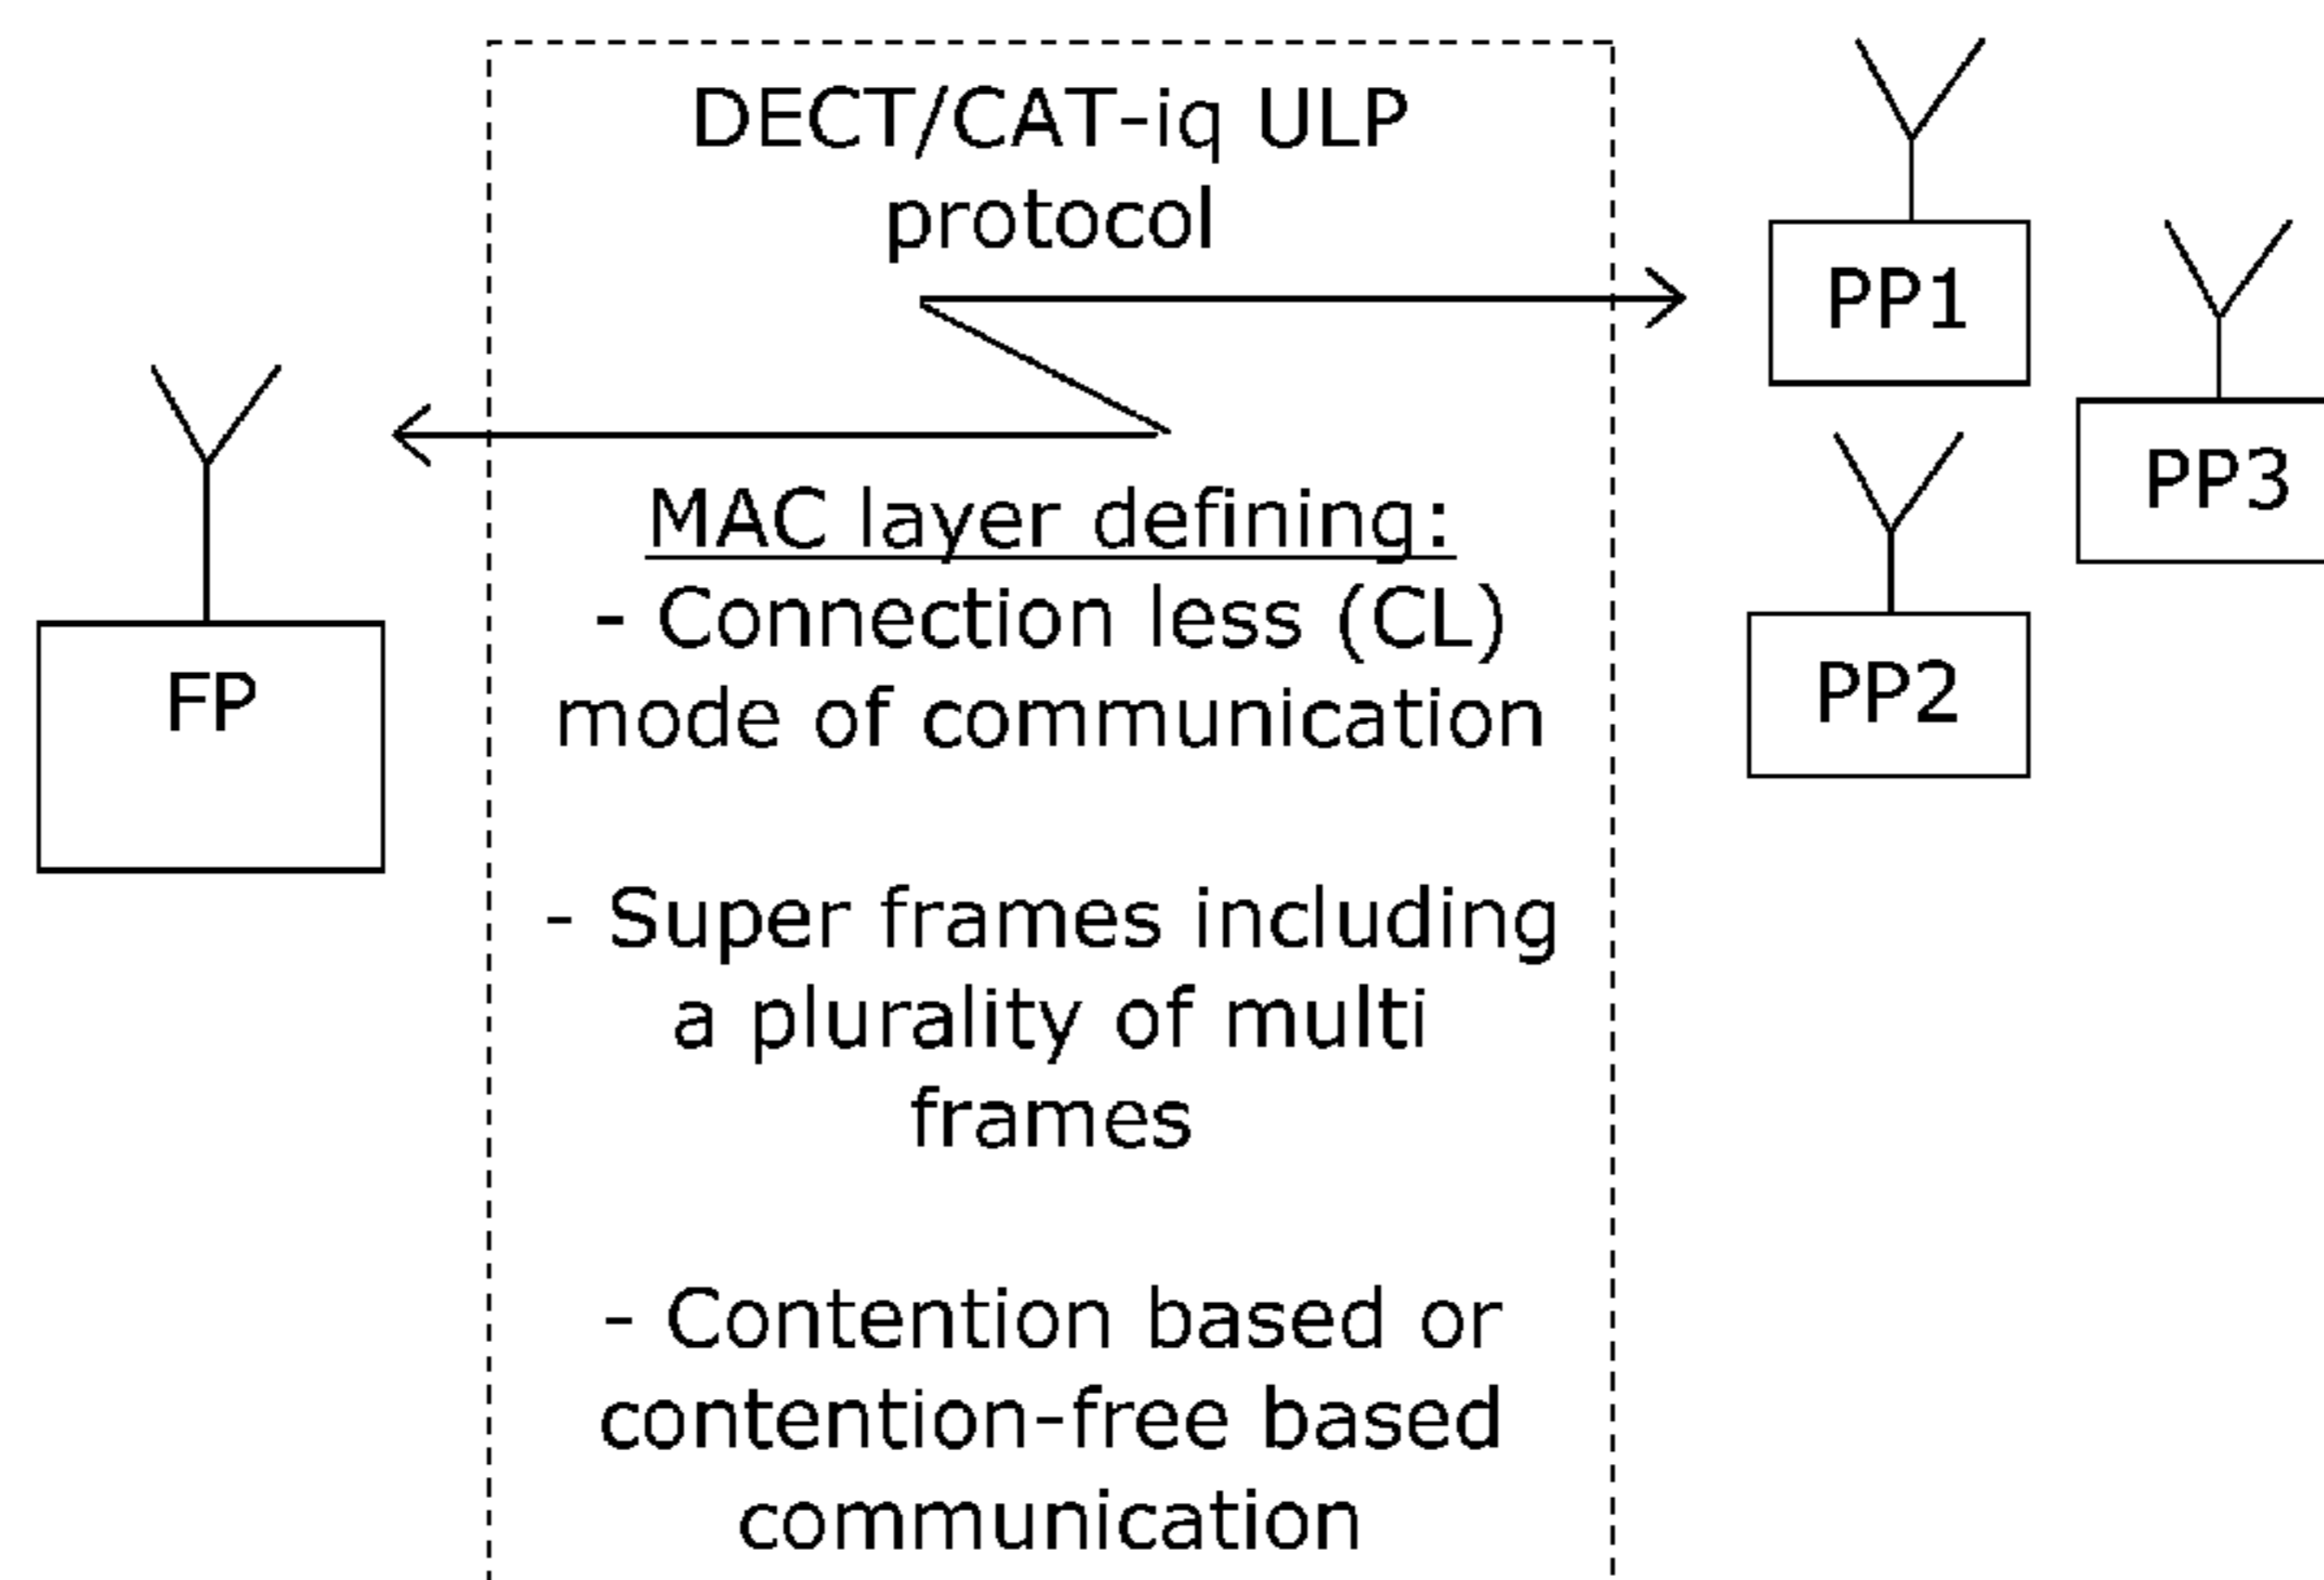 DECT/CAT-iq ULP
protocol
PP1
PP3
MAC layer defining:
- Connection less (CL)
mode of communication
FP
PP2
- Super frames including
a plurality of multi
frames
- Contention based or
contention-free based
communication